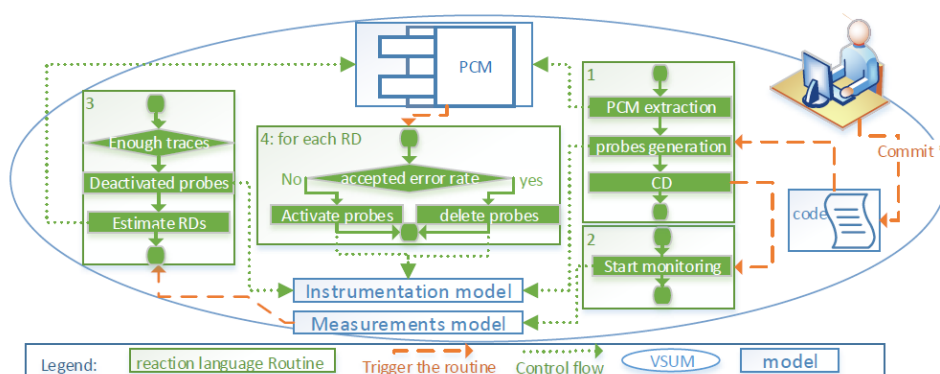 PCM
3
Enough traces
Deactivated probes
Estimate RDs
4: for each RD
No
accepted error rate
yes
Activate probes
delete probes
1
PCM extraction
probes generation
CD
2
Start monitoring
Commit
code
Instrumentation model
Measurements model
Legend:
reaction language Routine
Trigger the routine
Control flow
VSUM
model